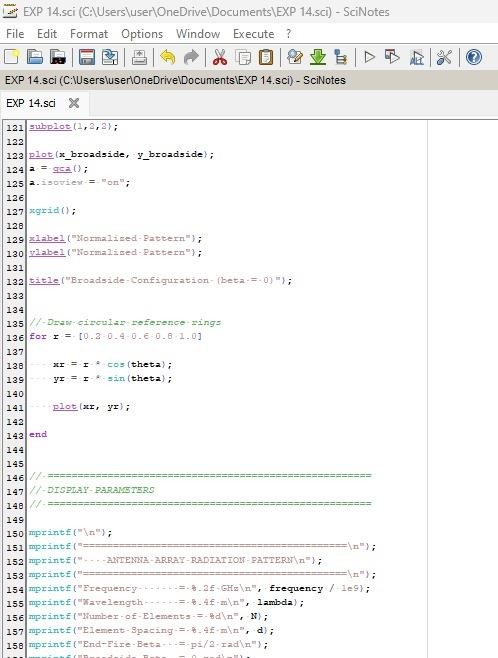 EXP 14.sci (C:\Users\user\OneDrive\Documents\EXP 14.sci) - SciNotes
File Edit Format Options Window Execute ?
EXP 14.sci (C:\Users\user\OneDrive\Documents\EXP 14.sci) - SciNotes
EXP 14.sci
121 subplot(1,2,2);
122
123 plot(x_broadside, y_broadside);
124 a = gca();
125 a.isoview = "on";
126
127 xgrid();
128
129 xlabel("Normalised Pattern");
130 ylabel("Normalised Pattern");
131
132 title("Broadside Configuration (beta = 0)");
133
134
135 // Draw circular reference rings
136 for r = [0.2 0.4 0.6 0.8 1.0]
137
138     xr = r * cos(theta);
139     yr = r * sin(theta);
140
141     plot(xr, yr);
142
143 end
144
145
146 // ======================================================
147 // DISPLAY PARAMETERS
148 // ======================================================
149
150 mprintf("\n");
151 mprintf("============================================\n");
152 mprintf("    ANTENNA ARRAY RADIATION PATTERN\n");
153 mprintf("============================================\n");
154 mprintf("Frequency       = %.2f GHz\n", frequency / 1e9);
155 mprintf("Wavelength      = %.4f m\n", lambda);
156 mprintf("Number of Elements = %d\n", N);
157 mprintf("Element Spacing = %.4f m\n", d);
158 mprintf("End-Fire Beta   = pi/2 rad\n");